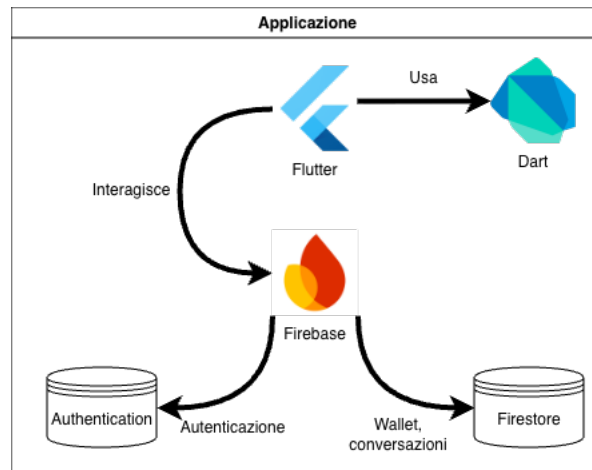 Applicazione
Usa
Flutter
Dart
Interagisce
Firebase
Authentication
Autenticazione
Wallet,
conversazioni
Firestore